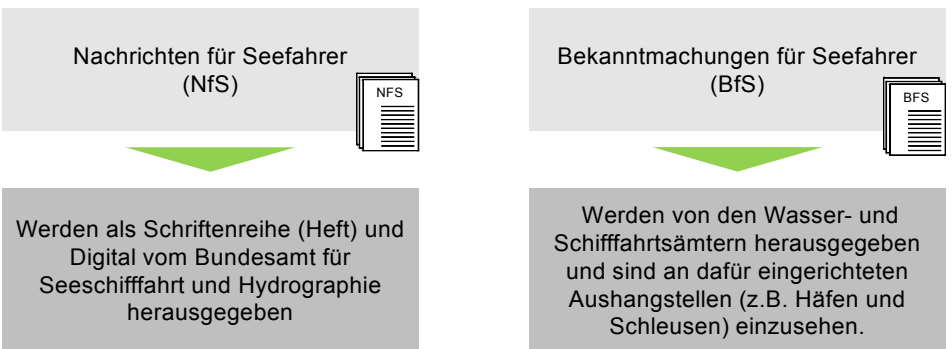 Nachrichten für Seefahrer
(NfS)
NFS
Werden als Schriftenreihe (Heft) und
Digital vom Bundesamt für
Seeschifffahrt und Hydrographie
herausgegeben
Bekanntmachungen für Seefahrer
(BfS)
BFS
Werden von den Wasser- und
Schifffahrtsämtern herausgegeben
und sind an dafür eingerichteten
Aushangstellen (z.B. Häfen und
Schleusen) einzusehen.